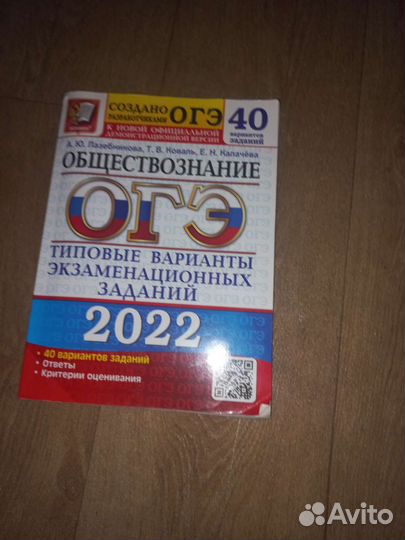 СОЗДАНО
РАЗРАБОТЧИКАМИ ОГЭ
К НОВОЙ ОФИЦИАЛЬНОЙ
ДЕМОНСТРАЦИОННОЙ ВЕРСИИ
40
вариантов
заданий
А. Ю. Лазебникова, Т. В. Коваль, Е. Н. Калачёва
ОБЩЕСТВОЗНАНИЕ
ОГЭ
ТИПОВЫЕ ВАРИАНТЫ
ЭКЗАМЕНАЦИОННЫХ
ЗАДАНИЙ
2022
• 40 вариантов заданий
• Ответы
• Критерии оценивания
Avito